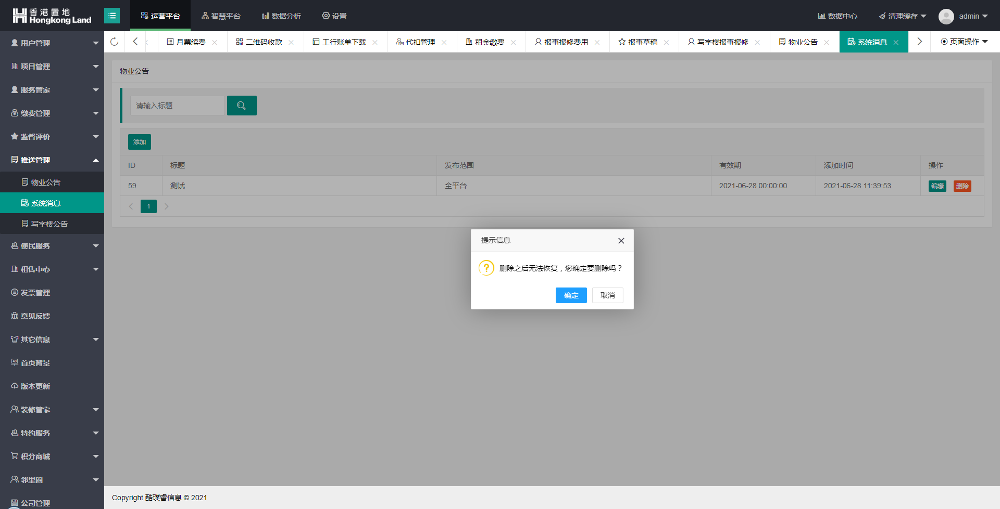 香港置地
Hongkong Land
运营平台
智慧平台
数据分析
设置
数据中心
清理缓存
admin
月票续费
二维码收款
工行账单下载
代扣管理
租金缴费
报事报修费用
报事草稿
写字楼报事报修
物业公告
系统消息
页面操作
用户管理
项目管理
服务管家
缴费管理
监督评价
推送管理
物业公告
系统消息
写字楼公告
便民服务
租售中心
发票管理
意见反馈
其它信息
首页背景
版本更新
装修管家
特约服务
积分商城
邻里圈
公司管理
物业公告
请输入标题
添加
ID 标题 发布范围 有效期 添加时间 操作
59 测试 全平台 2021-06-28 00:00:00 2021-06-28 11:39:53 编辑 删除
1
提示信息
删除之后无法恢复，您确定要删除吗？
确定 取消
Copyright 酷璞睿信息 © 2021